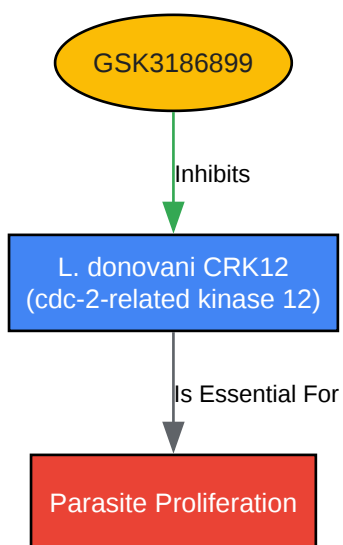 GSK3186899
Inhibits
L. donovani CRK12
(cdc-2-related kinase 12)
Is Essential For
Parasite Proliferation